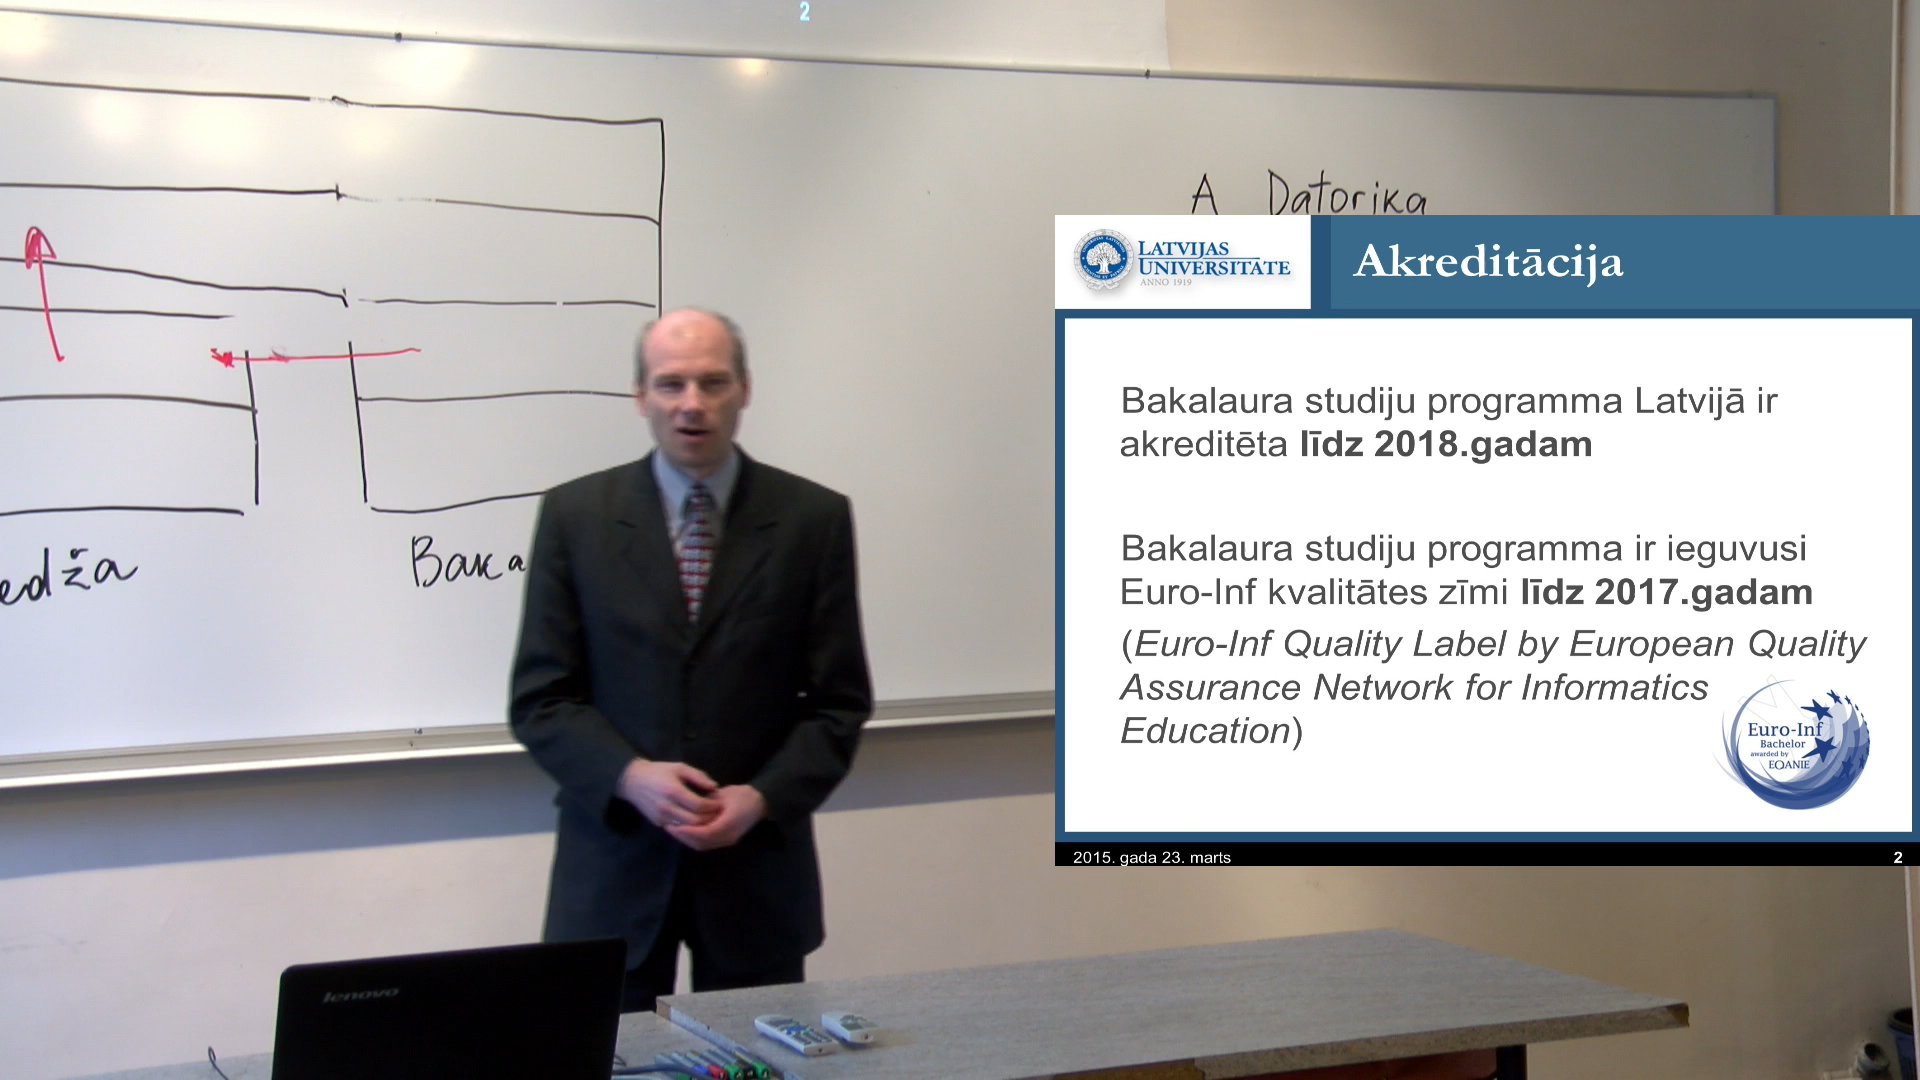 2
A Datorika
LATVIJAS
UNIVERSITATE
ANNO 1919
Akreditācija
Bakalaura studiju programma Latvijā ir
akreditēta līdz 2018.gadam
Bakalaura studiju programma ir ieguvusi
Euro-Inf kvalitātes zīmi līdz 2017.gadam
(Euro-Inf Quality Label by European Quality
Assurance Network for Informatics
Education)
Euro-Inf
Bachelor
awarded by
EQANIE
2015. gada 23. marts
2
edža
Baka
lenovo